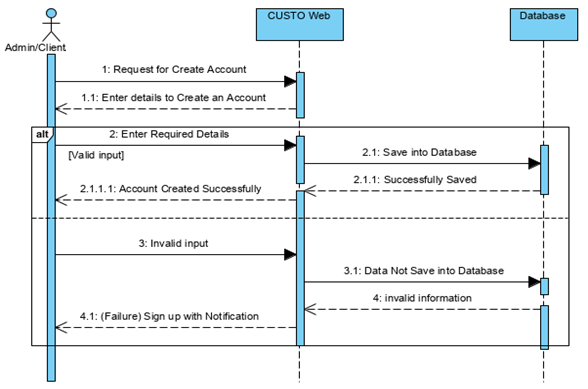 CUSTO Web
Database
Admin/Client
1: Request for Create Account
1.1: Enter details to Create an Account
alt
2: Enter Required Details
[Valid input]
2.1: Save into Database
2.1.1: Successfully Saved
2.1.1.1: Account Created Successfully
3: Invalid input
3.1: Data Not Save into Database
4: invalid information
4.1: (Failure) Sign up with Notification